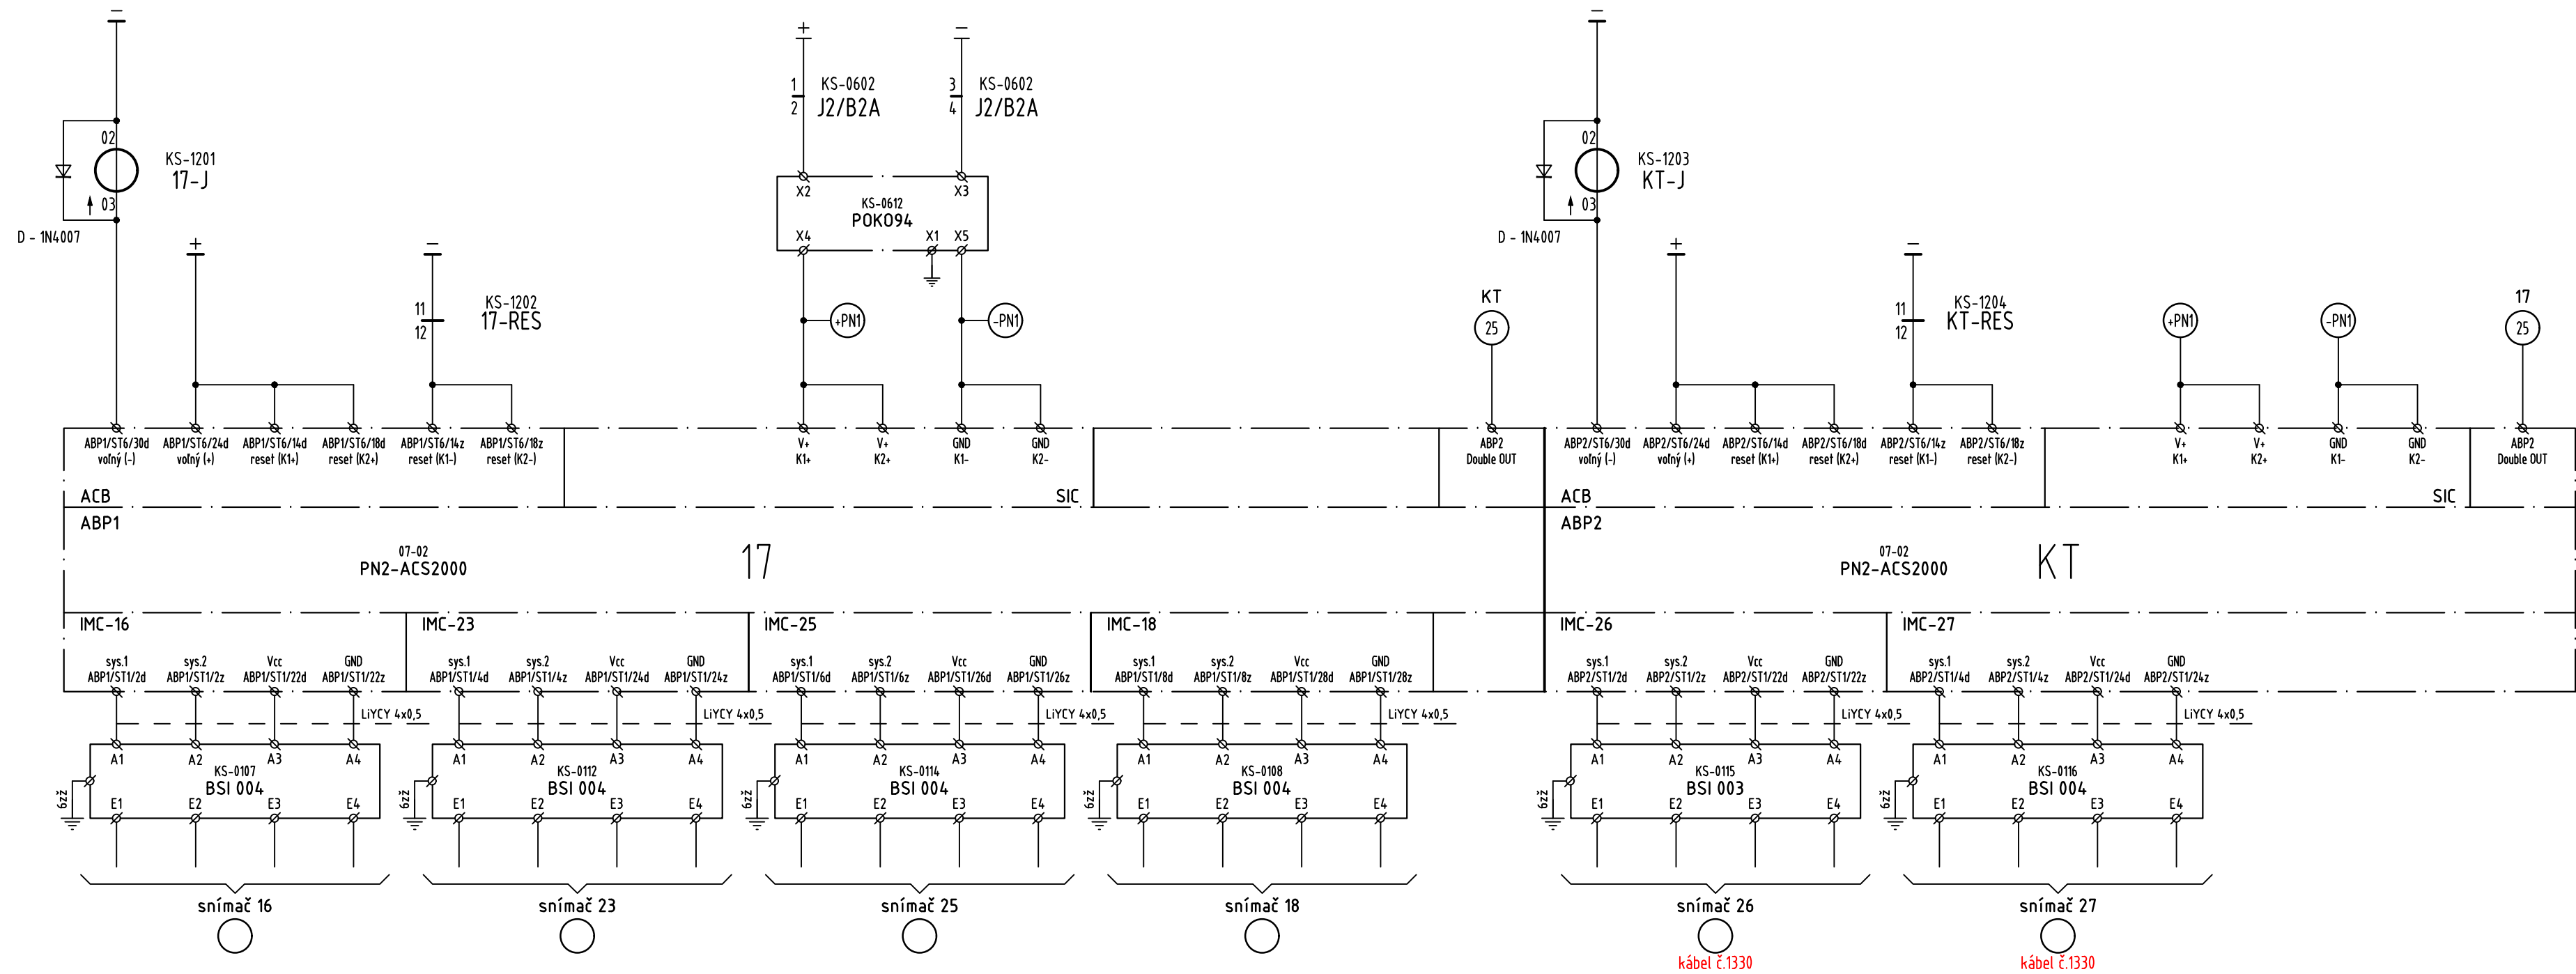 −
−
+
−
1
KS-0602
3
KS-0602
2
J2/B2A
4
J2/B2A
02
KS-1201
17-J
03
D - 1N4007
X2
X3
KS-0612
POKO94
X4
X1
X5
02
KS-1203
KT-J
03
D - 1N4007
+
−
11
KS-1202
12
17-RES
+PN1
-PN1
KT
25
+
−
11
KS-1204
12
KT-RES
+PN1
-PN1
17
25
ABP1/ST6/30d
voľný (-)
ABP1/ST6/24d
voľný (+)
ABP1/ST6/14d
reset (K1+)
ABP1/ST6/18d
reset (K2+)
ABP1/ST6/14z
reset (K1-)
ABP1/ST6/18z
reset (K2-)
V+
K1+
V+
K2+
GND
K1-
GND
K2-
ABP2
Double OUT
ABP2/ST6/30d
voľný (-)
ABP2/ST6/24d
voľný (+)
ABP2/ST6/14d
reset (K1+)
ABP2/ST6/18d
reset (K2+)
ABP2/ST6/14z
reset (K1-)
ABP2/ST6/18z
reset (K2-)
V+
K1+
V+
K2+
GND
K1-
GND
K2-
ABP2
Double OUT
ACB
SIC
ACB
SIC
ABP1
ABP2
07-02
PN2-ACS2000
17
07-02
PN2-ACS2000
KT
IMC-16
IMC-23
IMC-25
IMC-18
IMC-26
IMC-27
sys.1
ABP1/ST1/2d
sys.2
ABP1/ST1/2z
Vcc
ABP1/ST1/22d
GND
ABP1/ST1/22z
sys.1
ABP1/ST1/4d
sys.2
ABP1/ST1/4z
Vcc
ABP1/ST1/24d
GND
ABP1/ST1/24z
sys.1
ABP1/ST1/6d
sys.2
ABP1/ST1/6z
Vcc
ABP1/ST1/26d
GND
ABP1/ST1/26z
sys.1
ABP1/ST1/8d
sys.2
ABP1/ST1/8z
Vcc
ABP1/ST1/28d
GND
ABP1/ST1/28z
sys.1
ABP2/ST1/2d
sys.2
ABP2/ST1/2z
Vcc
ABP2/ST1/22d
GND
ABP2/ST1/22z
sys.1
ABP2/ST1/4d
sys.2
ABP2/ST1/4z
Vcc
ABP2/ST1/24d
GND
ABP2/ST1/24z
LiYCY 4x0,5
LiYCY 4x0,5
LiYCY 4x0,5
LiYCY 4x0,5
LiYCY 4x0,5
LiYCY 4x0,5
A1 A2 A3 A4
KS-0107
BSI 004
6zž
E1 E2 E3 E4
A1 A2 A3 A4
KS-0112
BSI 004
6zž
E1 E2 E3 E4
A1 A2 A3 A4
KS-0114
BSI 004
6zž
E1 E2 E3 E4
A1 A2 A3 A4
KS-0108
BSI 004
6zž
E1 E2 E3 E4
A1 A2 A3 A4
KS-0115
BSI 003
6zž
E1 E2 E3 E4
A1 A2 A3 A4
KS-0116
BSI 004
6zž
E1 E2 E3 E4
snímač 16
snímač 23
snímač 25
snímač 18
snímač 26
snímač 27
kábel č.1330
kábel č.1330